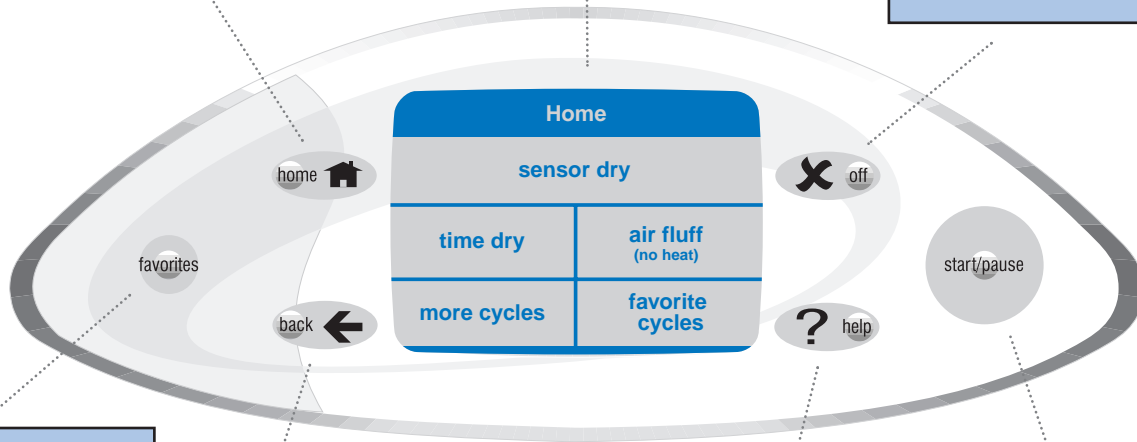 Home
home
sensor dry
off
time dry
air fluff
(no heat)
favorites
start/pause
back
more cycles
favorite
cycles
? help